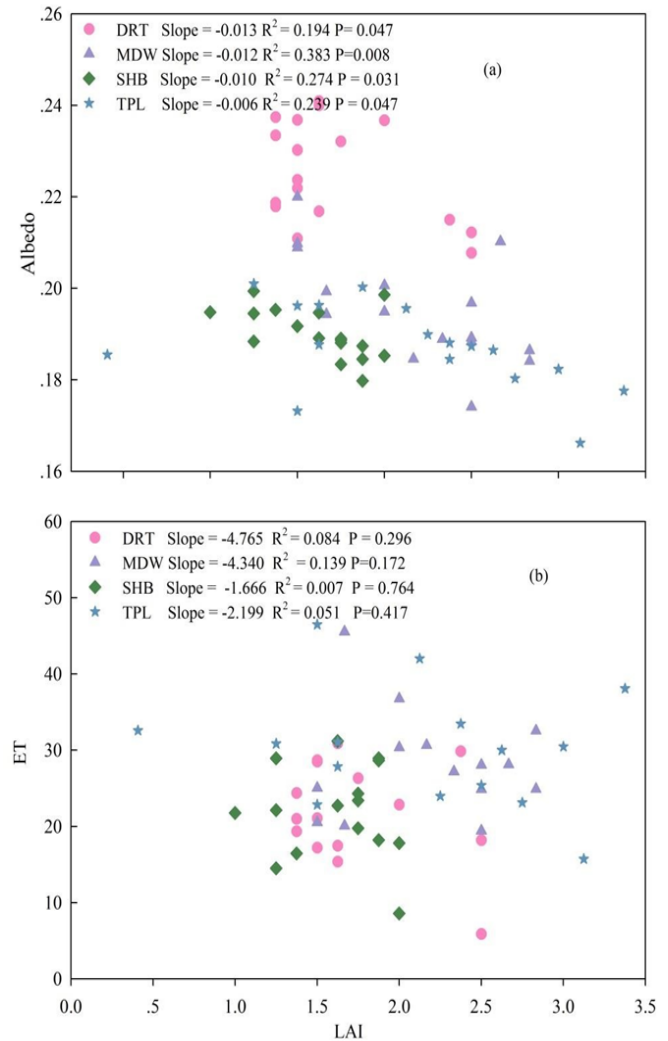 .26
DRT Slope = -0.013 R² = 0.194 P = 0.047
MDW Slope = -0.012 R² = 0.383 P=0.008
(a)
SHB Slope = -0.010 R² = 0.274 P = 0.031
TPL Slope = -0.006 R² = 0.239 P = 0.047
.24
.22
Albedo
.20
.18
.16
60
DRT Slope = -4.765 R² = 0.084 P = 0.296
MDW Slope = -4.340 R² = 0.139 P=0.172
(b)
SHB Slope = -1.666 R² = 0.007 P = 0.764
TPL Slope = -2.199 R² = 0.051 P=0.417
50
40
ET
30
20
10
0
0.0 .5 1.0 1.5 2.0 2.5 3.0 3.5
LAI